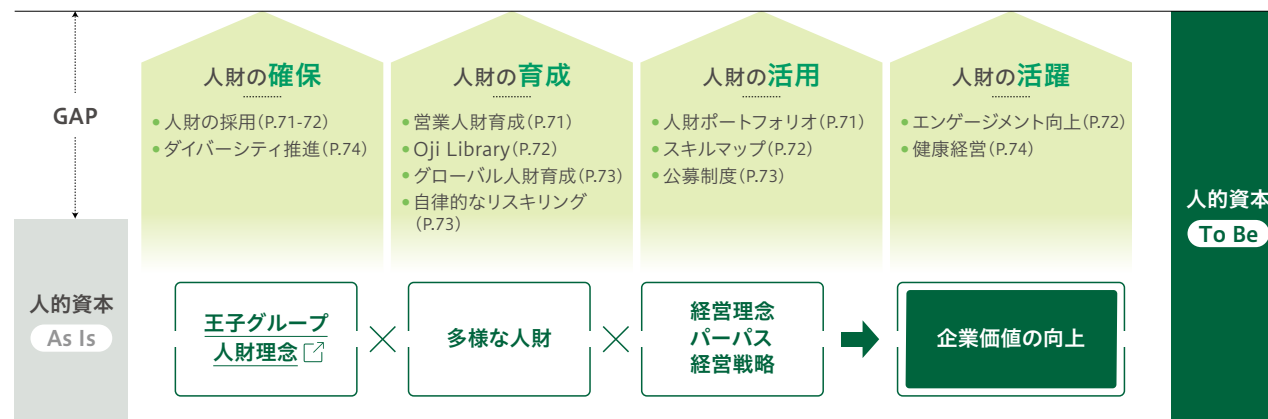 GAP
人的資本
As Is
人財の確保
•人財の採用(P.71-72)
•ダイバーシティ推進(P.74)
人財の育成
•営業人財育成(P.71)
•Oji Library(P.72)
•グローバル人財育成(P.73)
•自律的なリスキリング
(P.73)
人財の活用
•人財ポートフォリオ(P.71)
•スキルマップ(P.72)
•公募制度(P.73)
人財の活躍
•エンゲージメント向上(P.72)
•健康経営(P.74)
王子グループ
人財理念
×
多様な人財
×
経営理念
パーパス
経営戦略
企業価値の向上
人的資本
To Be